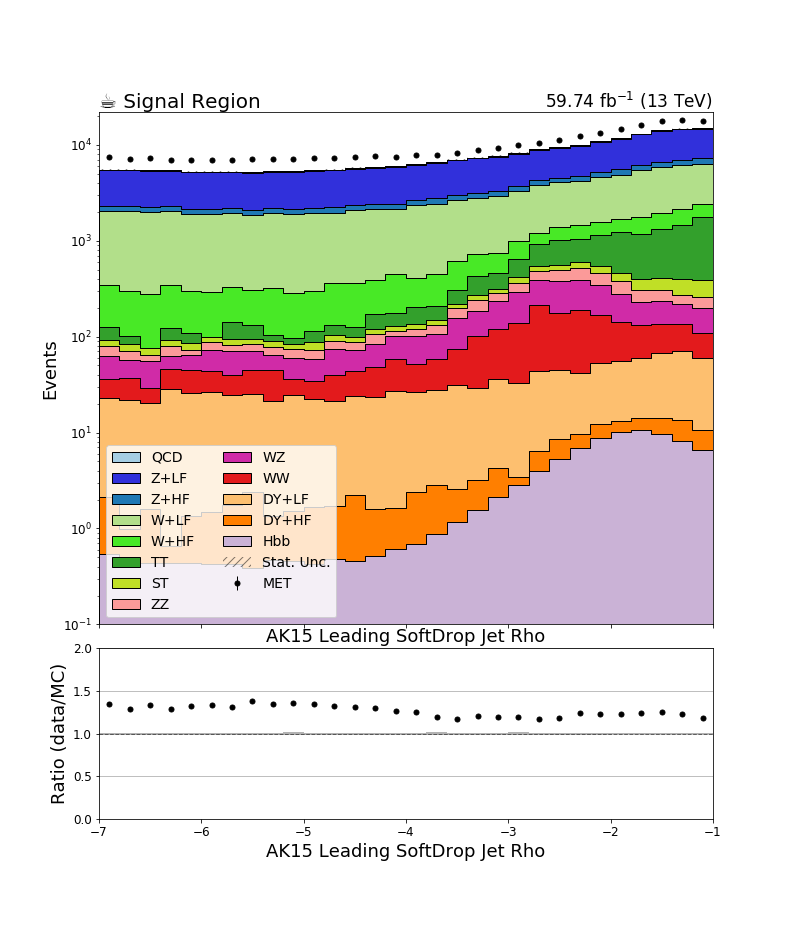 ☕ Signal Region 59.74 fb⁻¹ (13 TeV)
Events
10⁴
10³
10²
10¹
10⁰
10⁻¹
QCD WZ
Z+LF WW
Z+HF DY+LF
W+LF DY+HF
W+HF Hbb
TT Stat. Unc.
ST MET
ZZ
AK15 Leading SoftDrop Jet Rho
Ratio (data/MC)
2.0
1.5
1.0
0.5
0.0
−7 −6 −5 −4 −3 −2 −1
AK15 Leading SoftDrop Jet Rho